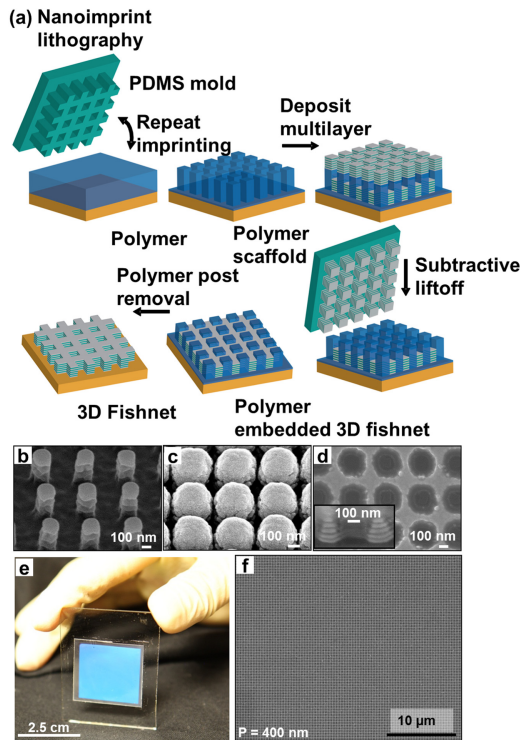 (a) Nanoimprint
lithography
PDMS mold
Repeat
imprinting
Deposit
multilayer
Polymer
Polymer
scaffold
Subtractive
liftoff
Polymer post
removal
3D Fishnet
Polymer
embedded 3D fishnet
b
100 nm
c
100 nm
d
100 nm
100 nm
e
2.5 cm
f
P = 400 nm
10 µm